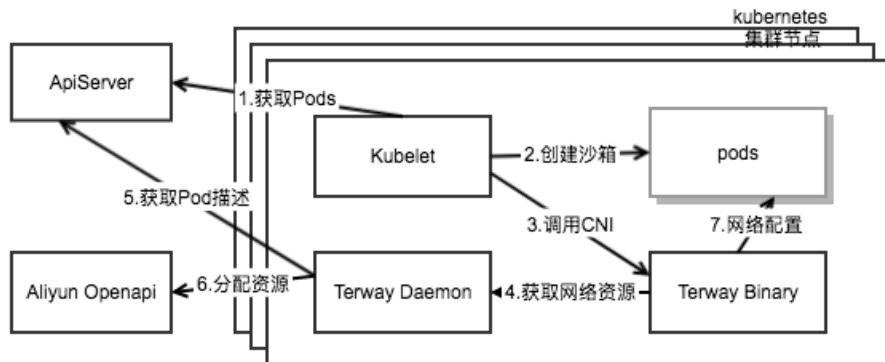 kubernetes
集群节点
ApiServer
1.获取Pods
Kubelet
2.创建沙箱
pods
5.获取Pod描述
3.调用CNI
7.网络配置
Aliyun Openapi
6.分配资源
Terway Daemon
4.获取网络资源
Terway Binary